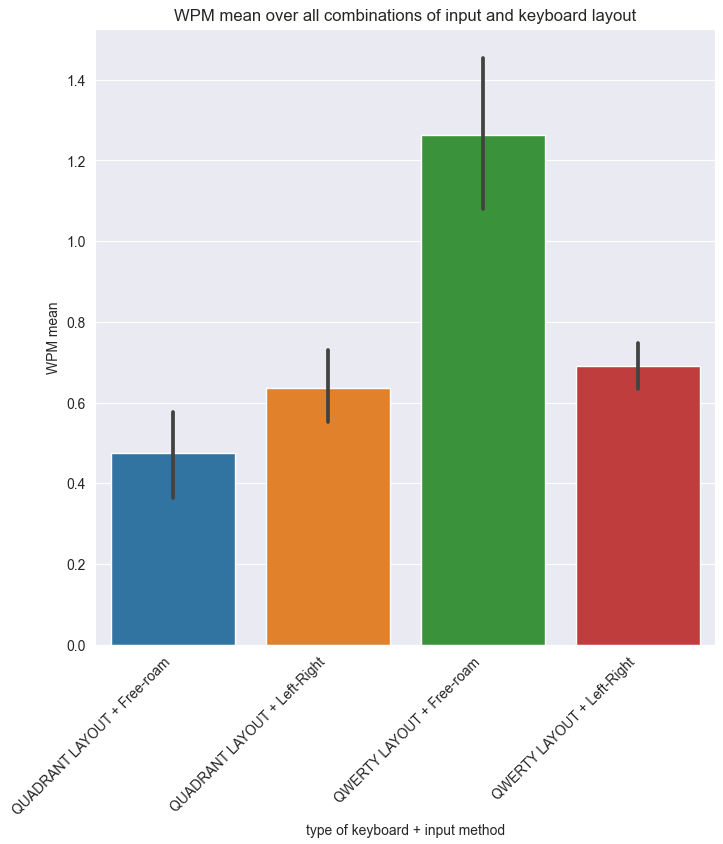 WPM mean over all combinations of input and keyboard layout
WPM mean
1.4
1.2
1.0
0.8
0.6
0.4
0.2
0.0
QUADRANT LAYOUT + Free-roam
QUADRANT LAYOUT + Left-Right
QWERTY LAYOUT + Free-roam
QWERTY LAYOUT + Left-Right
type of keyboard + input method